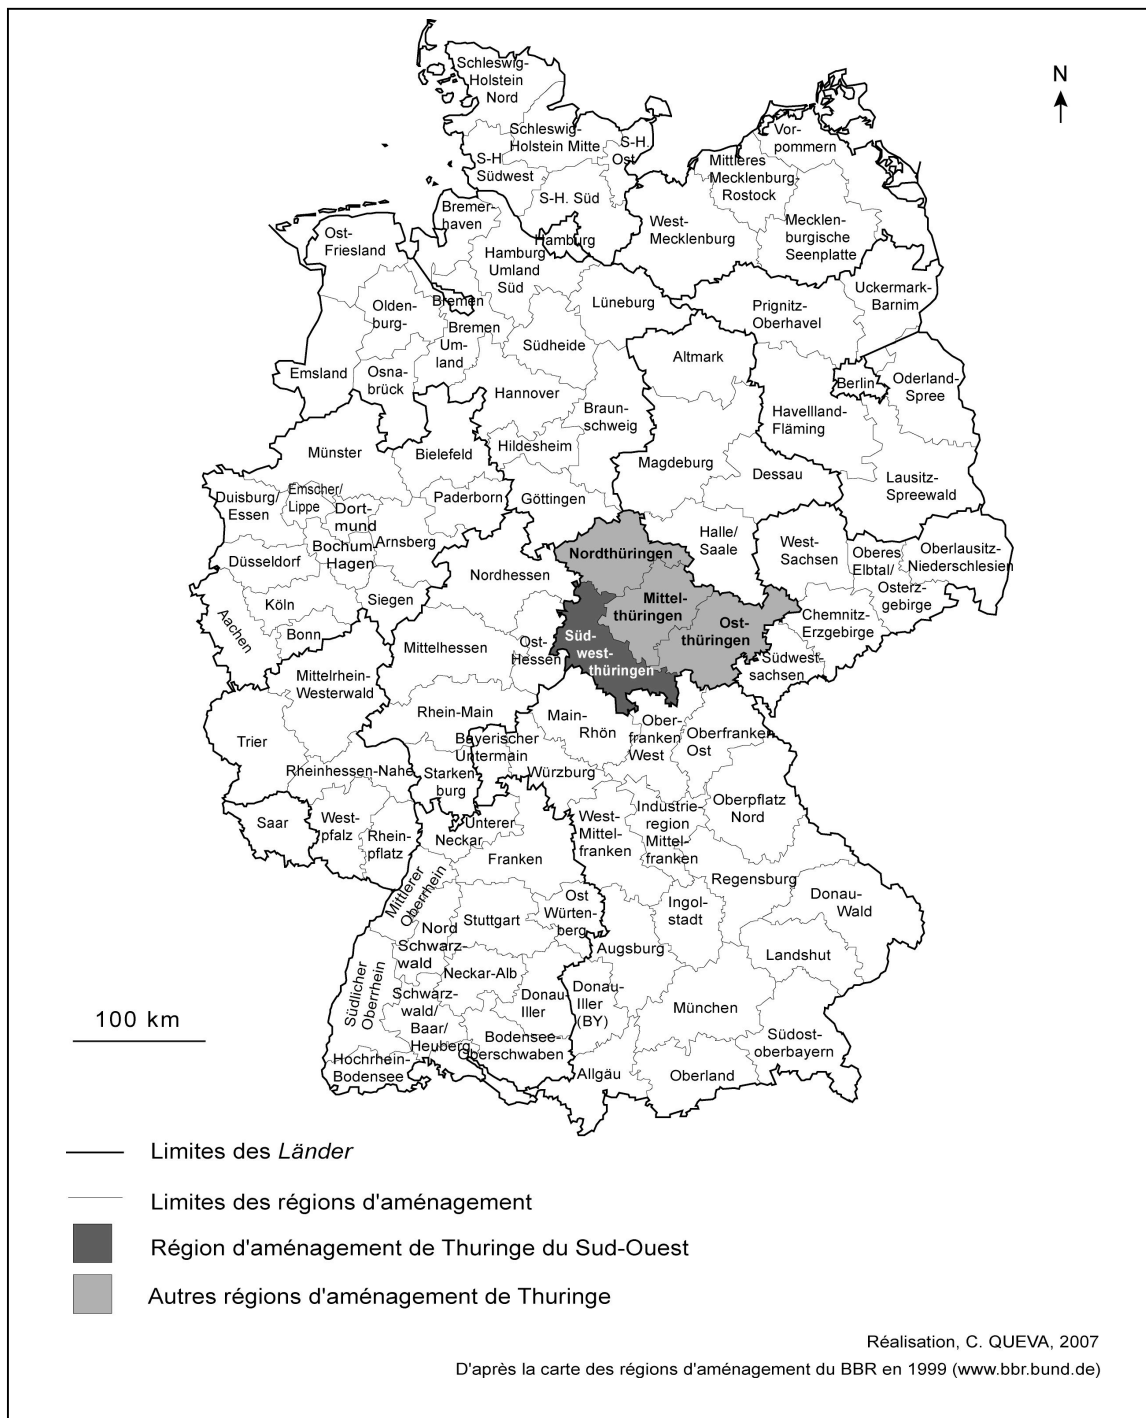 N
Schleswig-
Holstein
Nord
Schleswig-
Holstein Mitte
S-H.
Ost
S-H
Südwest
S-H. Süd
Vor-
pommern
Mittleres
Mecklenburg-
Rostock
West-
Mecklenburg
Mecklen-
burgische
Seenplatte
Bremer-
haven
Hamburg
Hamburg
Umland
Süd
Ost-
Friesland
Uckermark-
Barnim
Lüneburg
Prignitz-
Oberhavel
Olden-
burg-
Bremen
Bremen
Um-
land
Südheide
Altmark
Emsland
Osna-
brück
Hannover
Braun-
schweig
Berlin
Oderland-
Spree
Havellland-
Fläming
Münster
Bielefeld
Hildesheim
Magdeburg
Dessau
Lausitz-
Spreewald
Duisburg/
Essen
Emscher/
Lippe
Dort-
mund
Paderborn
Göttingen
Halle/
Saale
West-
Sachsen
Oberes
Elbtal/
Osterz-
gebirge
Oberlausitz-
Niederschlesien
Düsseldorf
Bochum-
Hagen
Arnsberg
Nordhessen
Nordthüringen
Mittel-
thüringen
Ost-
thüringen
Süd-
west-
thüringen
Chemnitz-
Erzgebirge
Südwest-
sachsen
Aachen
Köln
Bonn
Siegen
Mittelhessen
Ost-
Hessen
Mittelrhein-
Westerwald
Trier
Rhein-Main
Main-
Rhön
Ober-
franken
West
Oberfranken
Ost
Bayerischer
Untermain
Würzburg
Rheinhessen-Nahe
Starken-
burg
Saar
West-
pfalz
Rhein-
pflatz
Unterer
Neckar
Franken
West-
Mittel-
franken
Industrie-
region
Mittel-
franken
Oberpflatz
Nord
Regensburg
Mittlerer
Oberrhein
Nord
Schwarz-
wald
Stuttgart
Ost
Würten-
berg
Ingol-
stadt
Donau-
Wald
Augsburg
Landshut
Südlicher
Oberrhein
Neckar-Alb
Schwarz-
wald/
Baar/
Heuberg
Donau-
Iller
Donau-
Iller
(BY)
München
Bodensee-
Oberschwaben
Südost-
oberbayern
Hochrhein-
Bodensee
Allgäu
Oberland
100 km
Limites des Länder
Limites des régions d'aménagement
Région d'aménagement de Thuringe du Sud-Ouest
Autres régions d'aménagement de Thuringe
Réalisation, C. QUEVA, 2007
D'après la carte des régions d'aménagement du BBR en 1999 (www.bbr.bund.de)